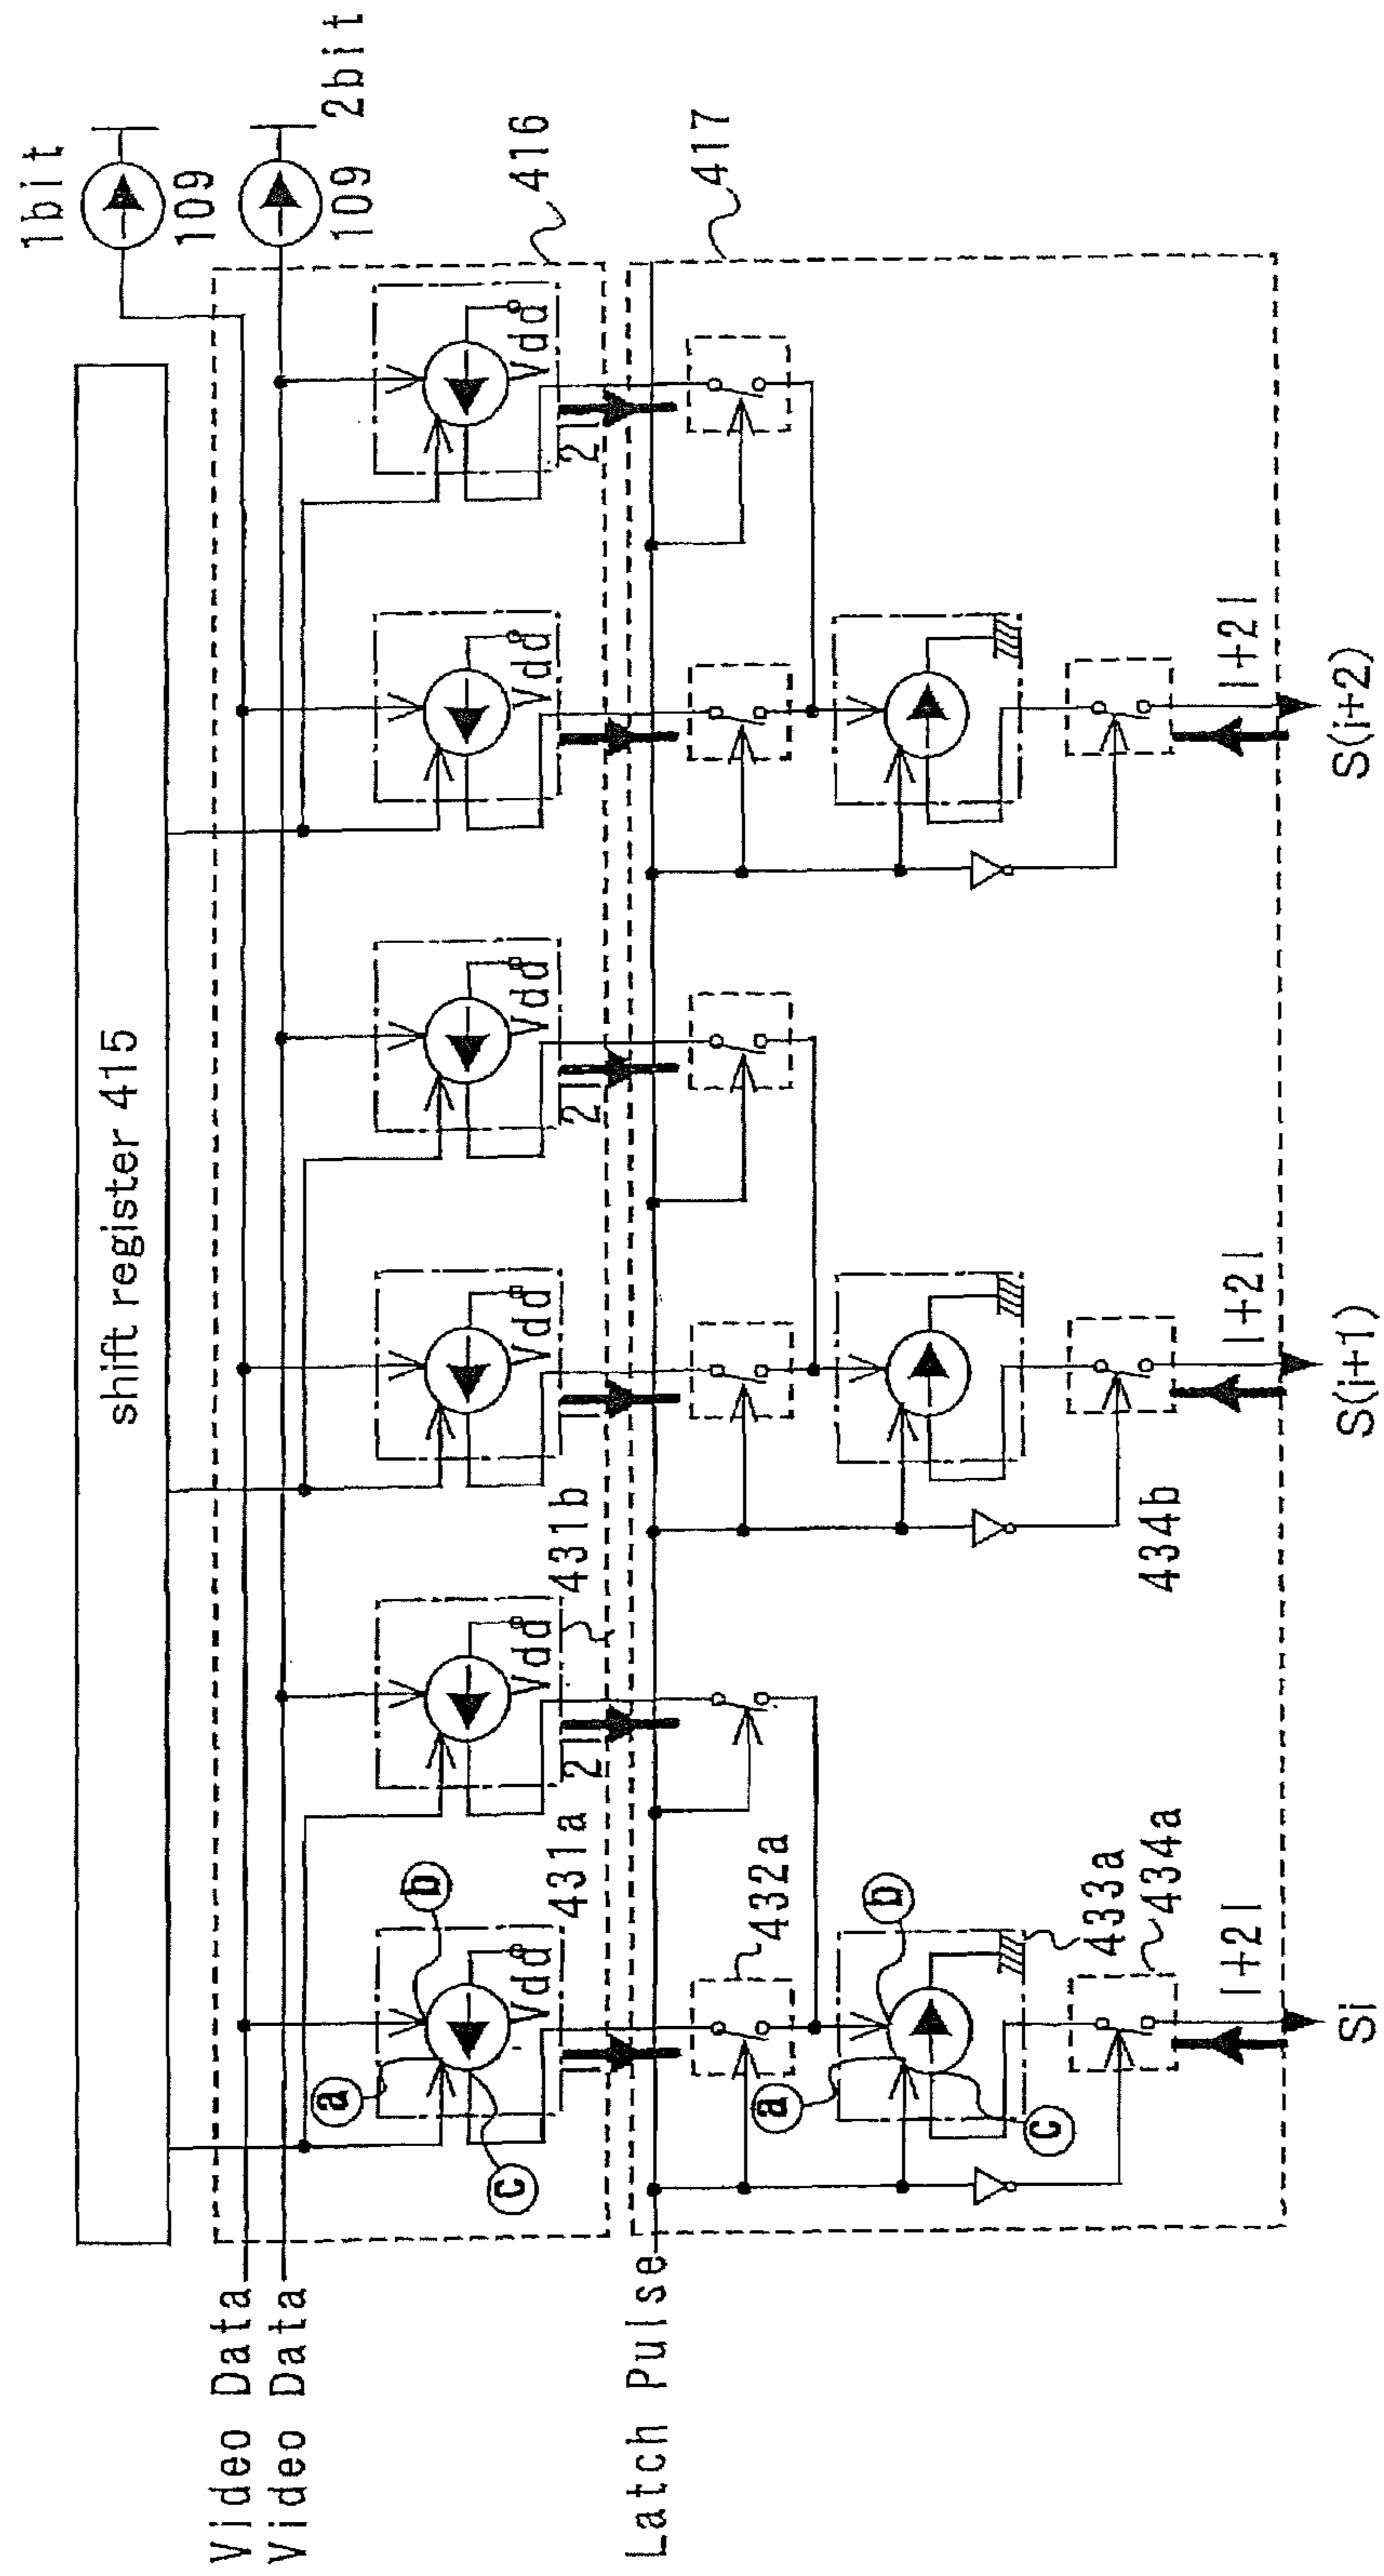 shift register 415
1bit
109
2bit
109
416
417
Video Data
Video Data
Latch Pulse
a
b
c
Vdd
431a
I
Vdd
431b
2I
Vdd
I
Vdd
2I
Vdd
I
Vdd
2I
432a
a
b
c
433a
434a
434b
I+2I
I+2I
I+2I
Si
S(i+1)
S(i+2)